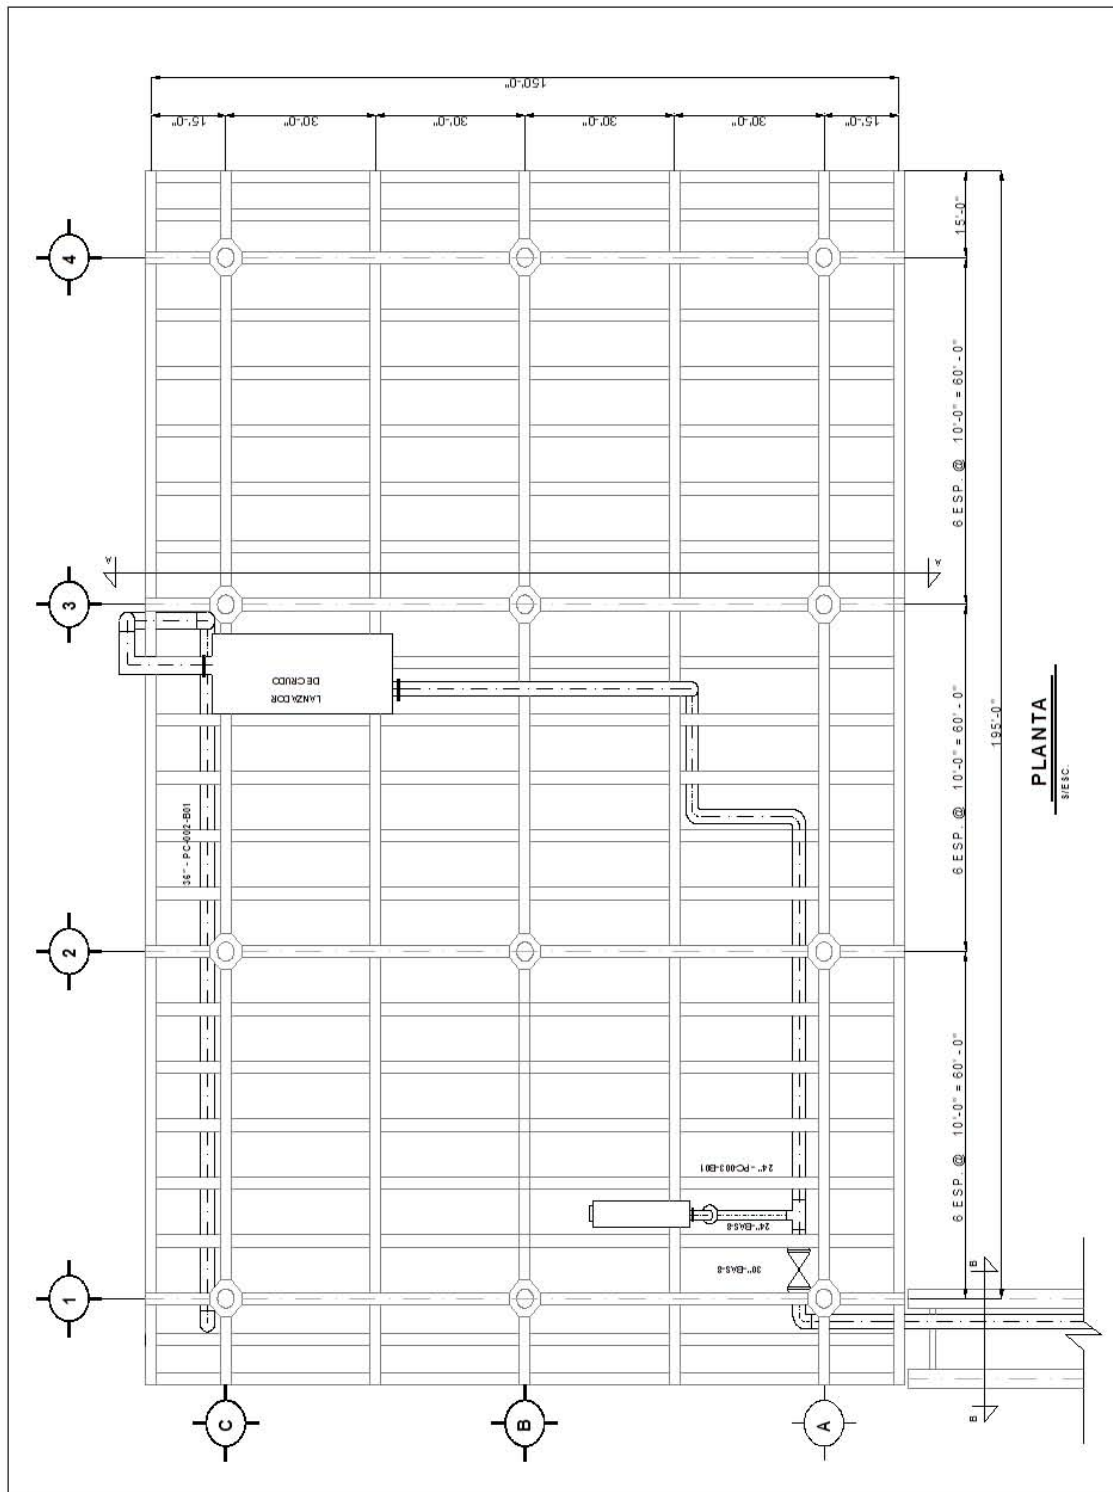 150'-0"
15'-0"
30'-0"
30'-0"
30'-0"
30'-0"
15'-0"
4
15'-0"
6 ESP. @ 10'-0" = 60'-0"
A
A
3
LANZADOR
DE CRUDO
36" - PC-002-B01
6 ESP. @ 10'-0" = 60'-0"
195'-0"
PLANTA
S/ESC.
2
6 ESP. @ 10'-0" = 60'-0"
24" - PC-003-B01
24"-BAS-8
30"-BAS-8
1
B
B
C
B
A